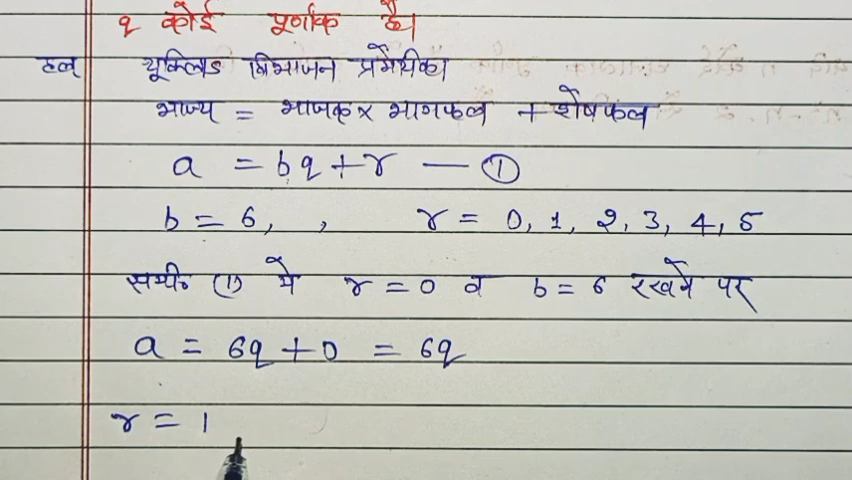 q कोई पूर्णांक है।
हल युक्लिड विभाजन प्रमेयीका
भाज्य = भाजक x भागफल + शेषफल
a = bq + r — ①
b = 6, , r = 0, 1, 2, 3, 4, 5
समी० (1) मे r = 0 व b = 6 रखने पर
a = 6q + 0 = 6q
r = 1